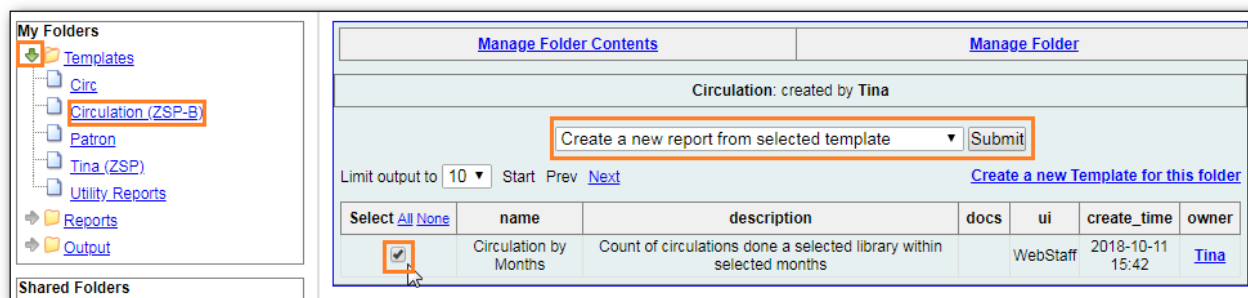 My Folders
Templates
Circ
Circulation (ZSP-B)
Patron
Tina (ZSP)
Utility Reports
Reports
Output
Shared Folders
Manage Folder Contents Manage Folder
Circulation: created by Tina
Create a new report from selected template Submit
Limit output to 10 Start Prev Next Create a new Template for this folder
Select All None name description docs ui create_time owner
Circulation by Count of circulations done a selected library within 2018-10-11
Months selected months WebStaff 15:42 Tina